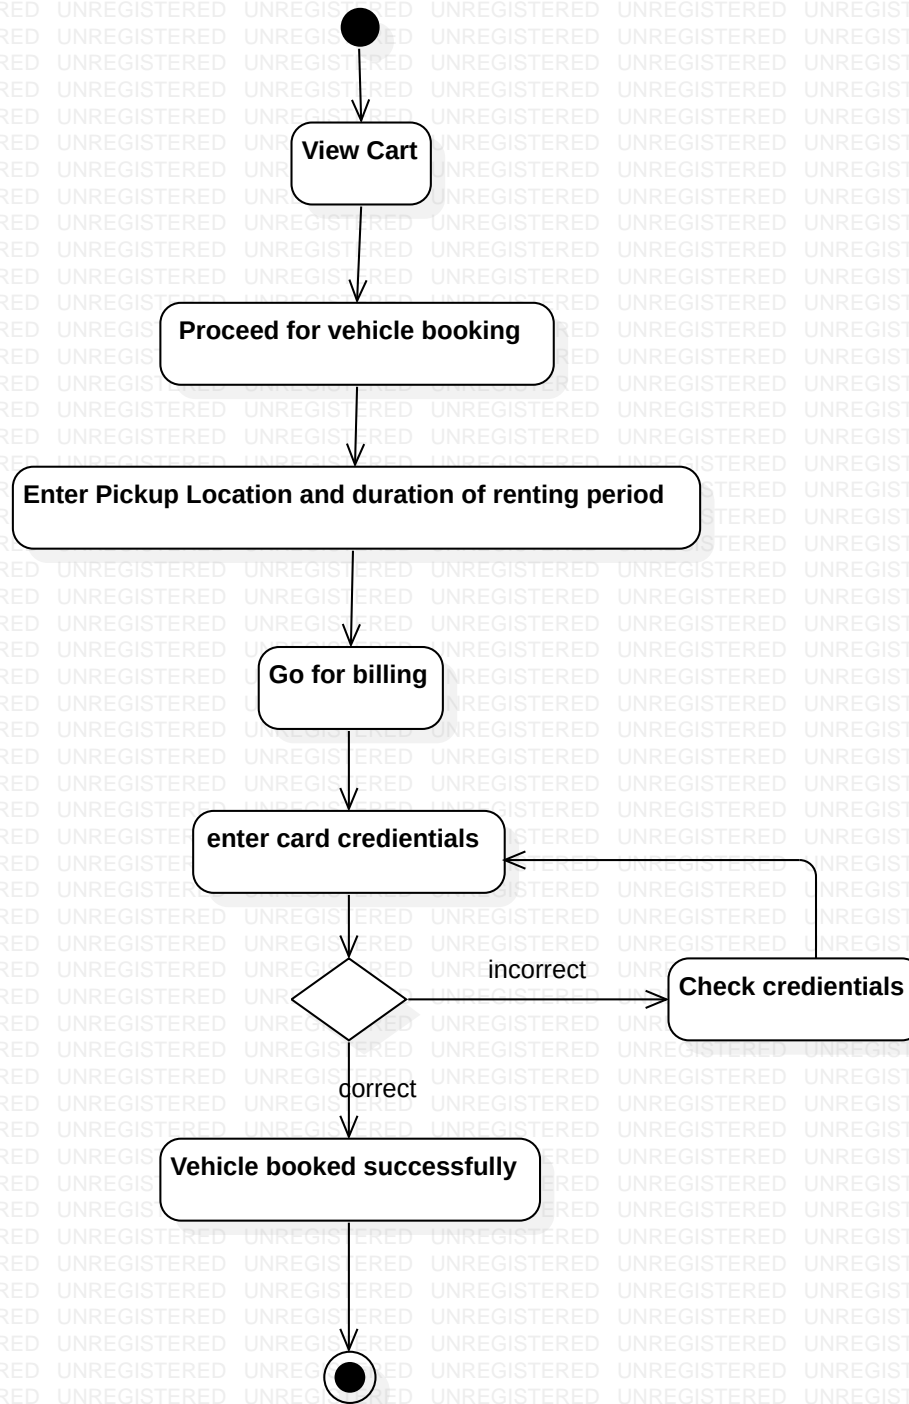 View Cart
Proceed for vehicle booking
Enter Pickup Location and duration of renting period
Go for billing
enter card credientials
incorrect
Check credientials
correct
Vehicle booked successfully
UNREGISTERED